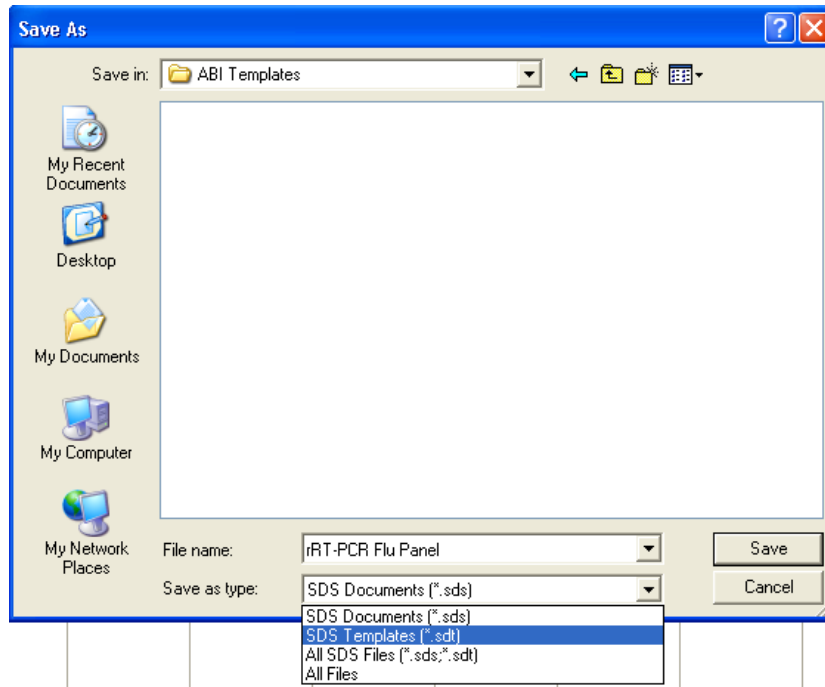 Save As
Save in: ABI Templates
My Recent
Documents
Desktop
My Documents
My Computer
My Network
Places
File name: rRT-PCR Flu Panel Save
Save as type: SDS Documents (*.sds) Cancel
SDS Documents (*.sds)
SDS Templates (*.sdt)
All SDS Files (*.sds;*.sdt)
All Files